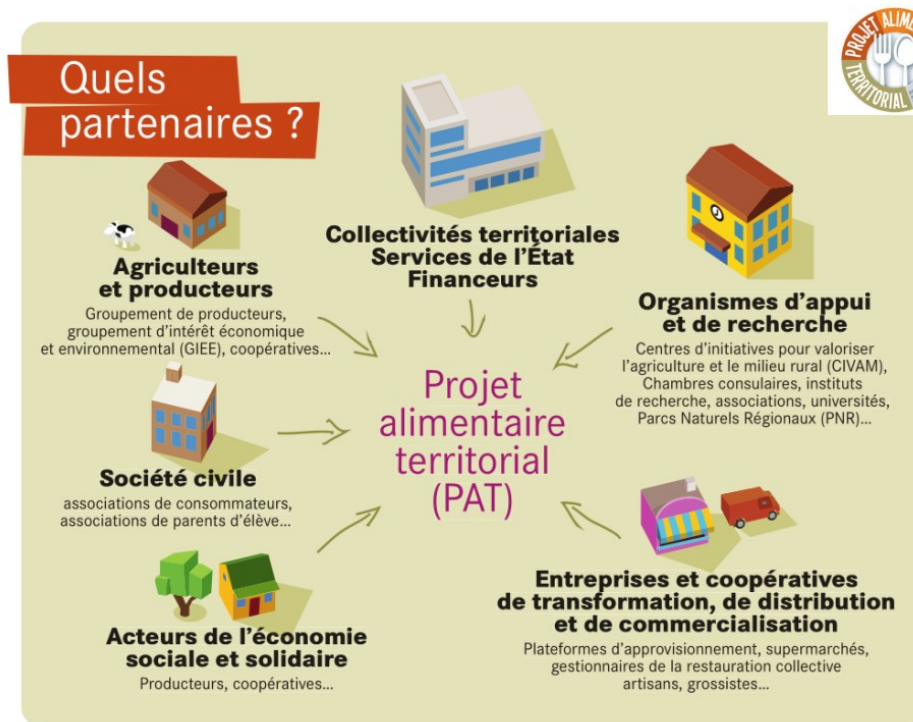 Quels
partenaires ?
PROJET ALIM
TERRITORIAL
Agriculteurs
et producteurs
Groupement de producteurs,
groupement d'intérêt économique
et environnemental (GIEE), coopératives...
Collectivités territoriales
Services de l'État
Financeurs
Organismes d'appui
et de recherche
Centres d'initiatives pour valoriser
l'agriculture et le milieu rural (CIVAM),
Chambres consulaires, instituts
de recherche, associations, universités,
Parcs Naturels Régionaux (PNR)...
Projet
alimentaire
territorial
(PAT)
Société civile
associations de consommateurs,
associations de parents d'élève...
Acteurs de l'économie
sociale et solidaire
Producteurs, coopératives...
Entreprises et coopératives
de transformation, de distribution
et de commercialisation
Plateformes d'approvisionnement, supermarchés,
gestionnaires de la restauration collective
artisans, grossistes...